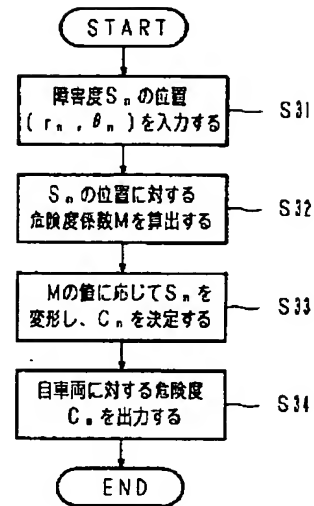 START
障害度Snの位置
(rn,θn)を入力する
S31
Snの位置に対する
危険度係数Mを算出する
S32
Mの値に応じてSnを
変形し、Cnを決定する
S33
自車両に対する危険度
Cnを出力する
S34
END